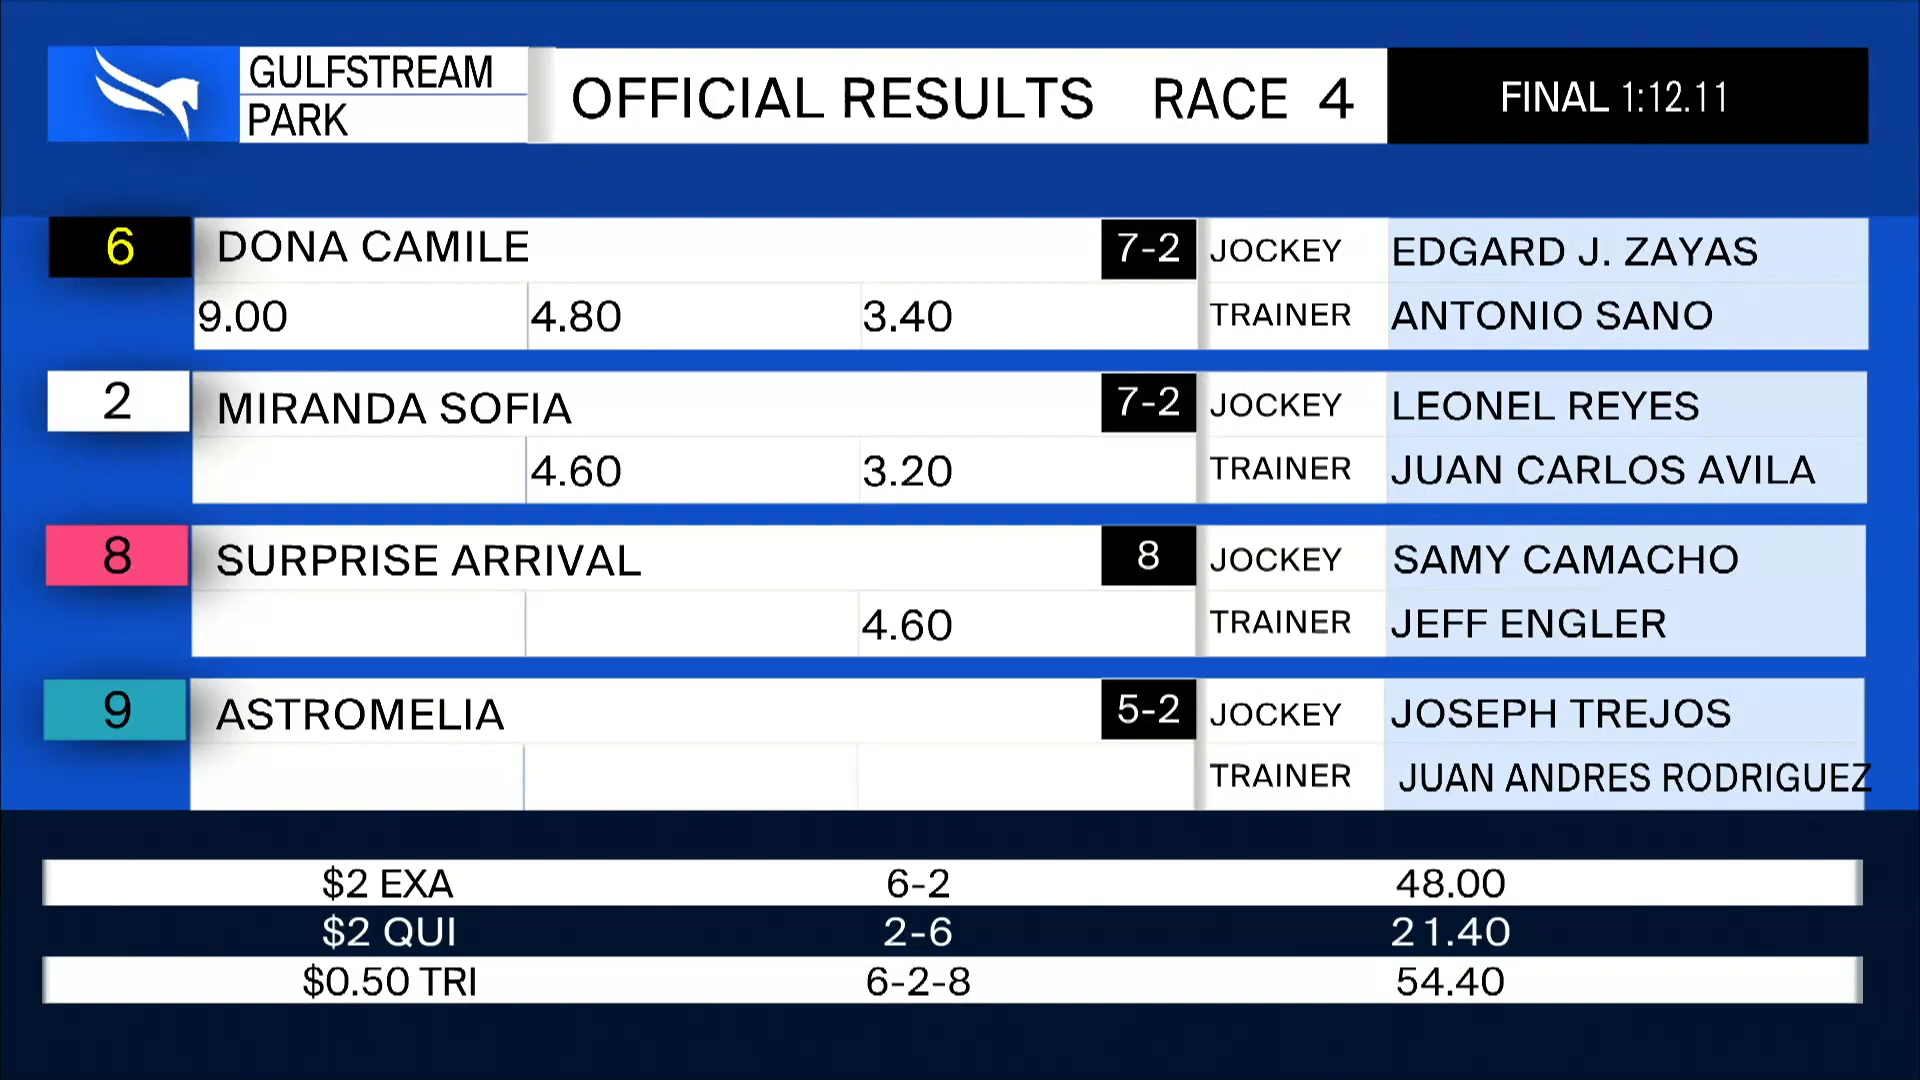 GULFSTREAM
PARK
OFFICIAL RESULTS RACE 4
FINAL 1:12.11
6 DONA CAMILE 7-2 JOCKEY EDGARD J. ZAYAS
9.00 4.80 3.40 TRAINER ANTONIO SANO
2 MIRANDA SOFIA 7-2 JOCKEY LEONEL REYES
4.60 3.20 TRAINER JUAN CARLOS AVILA
8 SURPRISE ARRIVAL 8 JOCKEY SAMY CAMACHO
4.60 TRAINER JEFF ENGLER
9 ASTROMELIA 5-2 JOCKEY JOSEPH TREJOS
TRAINER JUAN ANDRES RODRIGUEZ
$2 EXA 6-2 48.00
$2 QUI 2-6 21.40
$0.50 TRI 6-2-8 54.40